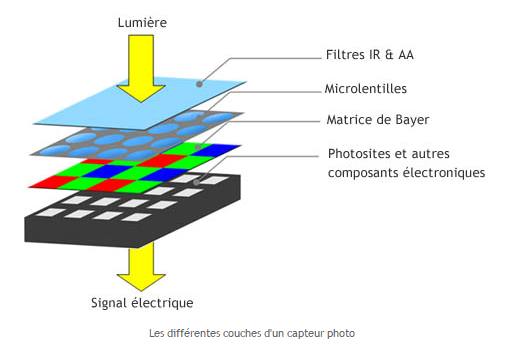 Lumière
Filtres IR & AA
Microlentilles
Matrice de Bayer
Photosites et autres
composants électroniques
Signal électrique
Les différentes couches d'un capteur photo